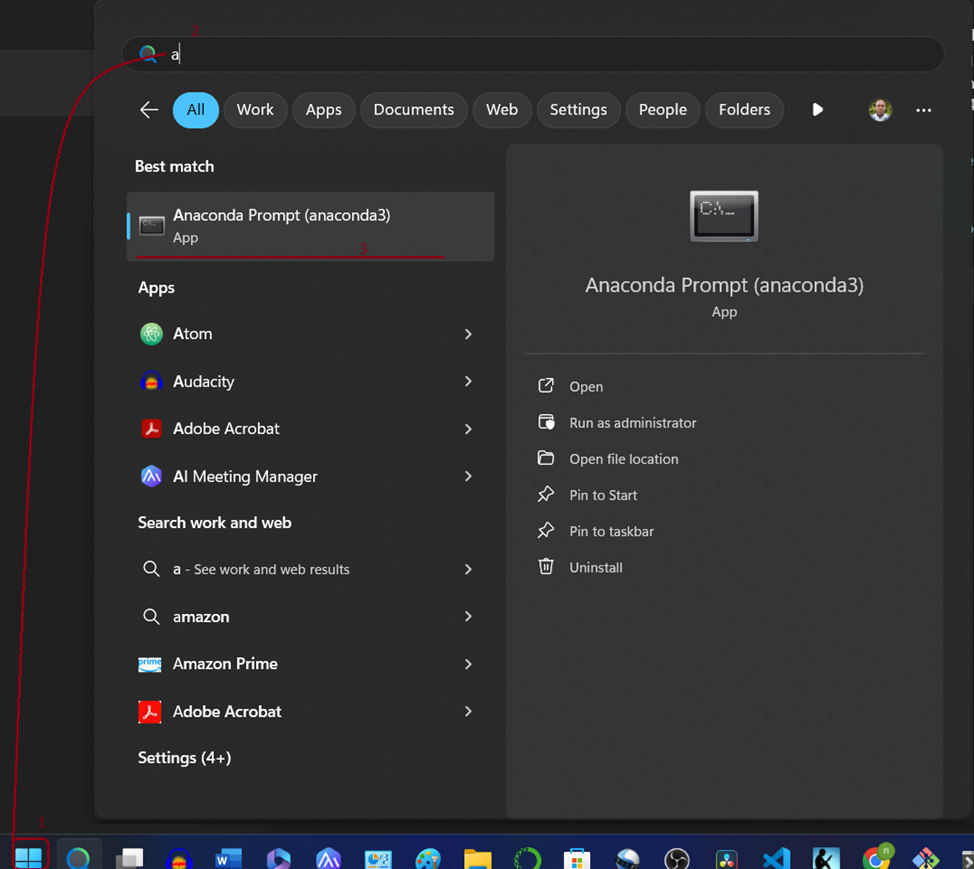 2
a
All Work Apps Documents Web Settings People Folders
Best match
Anaconda Prompt (anaconda3)
App
3
Apps
Atom
Audacity
Adobe Acrobat
AI Meeting Manager
Search work and web
a - See work and web results
amazon
prime
Amazon Prime
Adobe Acrobat
Settings (4+)
C:\_
Anaconda Prompt (anaconda3)
App
Open
Run as administrator
Open file location
Pin to Start
Pin to taskbar
Uninstall
1
W
n